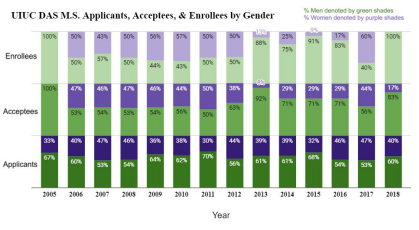 UIUC DAS M.S. Applicants, Acceptees, & Enrollees by Gender
% Men denoted by green shades
% Women denoted by purple shades
100% 50% 43% 50% 56% 57% 50% 50% 25% 17% 60% 100%
Enrollees
50% 57% 50% 44% 43% 50% 50% 88% 75% 91% 83% 40%
100% 47% 46% 47% 46% 44% 50% 38% 29% 29% 29% 44% 17%
Acceptees
53% 54% 54% 54% 56% 50% 63% 92% 71% 71% 71% 56% 83%
33% 40% 47% 46% 36% 38% 30% 44% 39% 39% 32% 46% 47% 40%
Applicants
67% 60% 53% 54% 64% 62% 70% 56% 61% 61% 68% 54% 53% 60%
2005 2006 2007 2008 2009 2010 2011 2012 2013 2014 2015 2016 2017 2018
Year